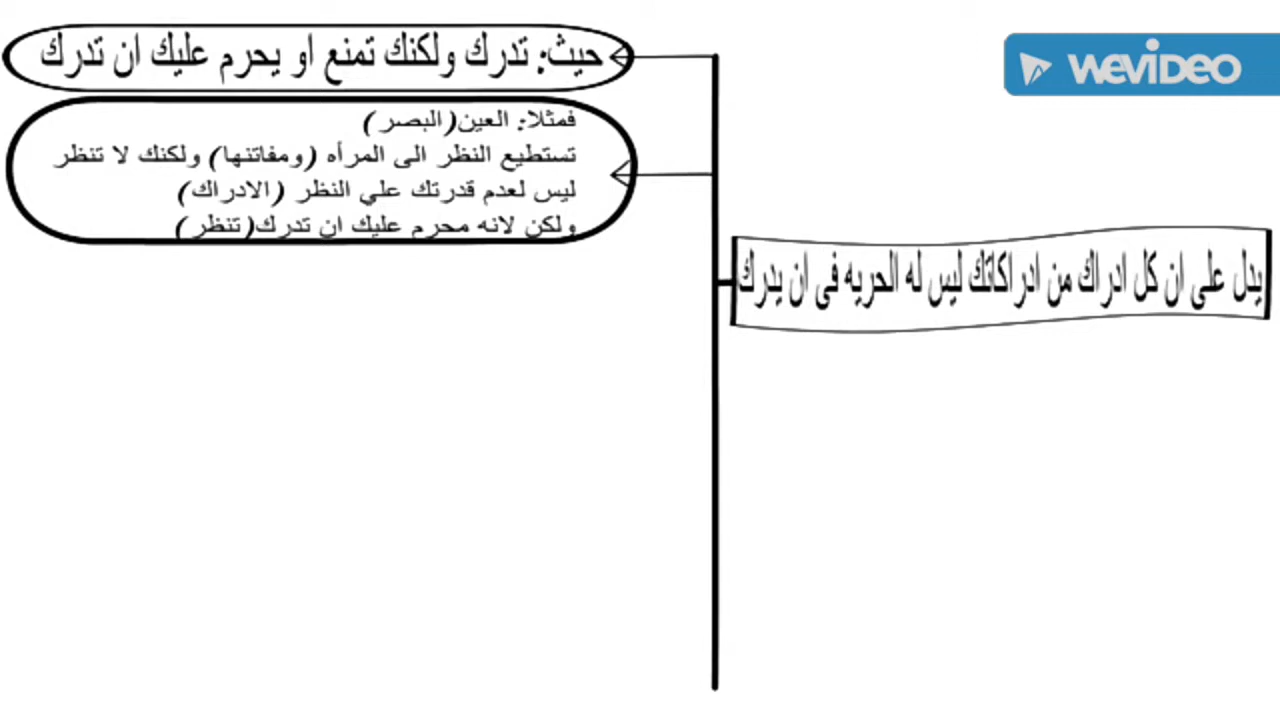 WEVIDEO
يدل على ان كل ادراك من ادراكاتك ليس له الحريه فى ان يدرك
حيث: تدرك ولكنك تمنع او يحرم عليك ان تدرك
فمثلا: العين(البصر)
تستطيع النظر الى المرأه (ومفاتنها) ولكنك لا تنظر
ليس لعدم قدرتك علي النظر (الادراك)
ولكن لانه محرم عليك ان تدرك(تنظر)